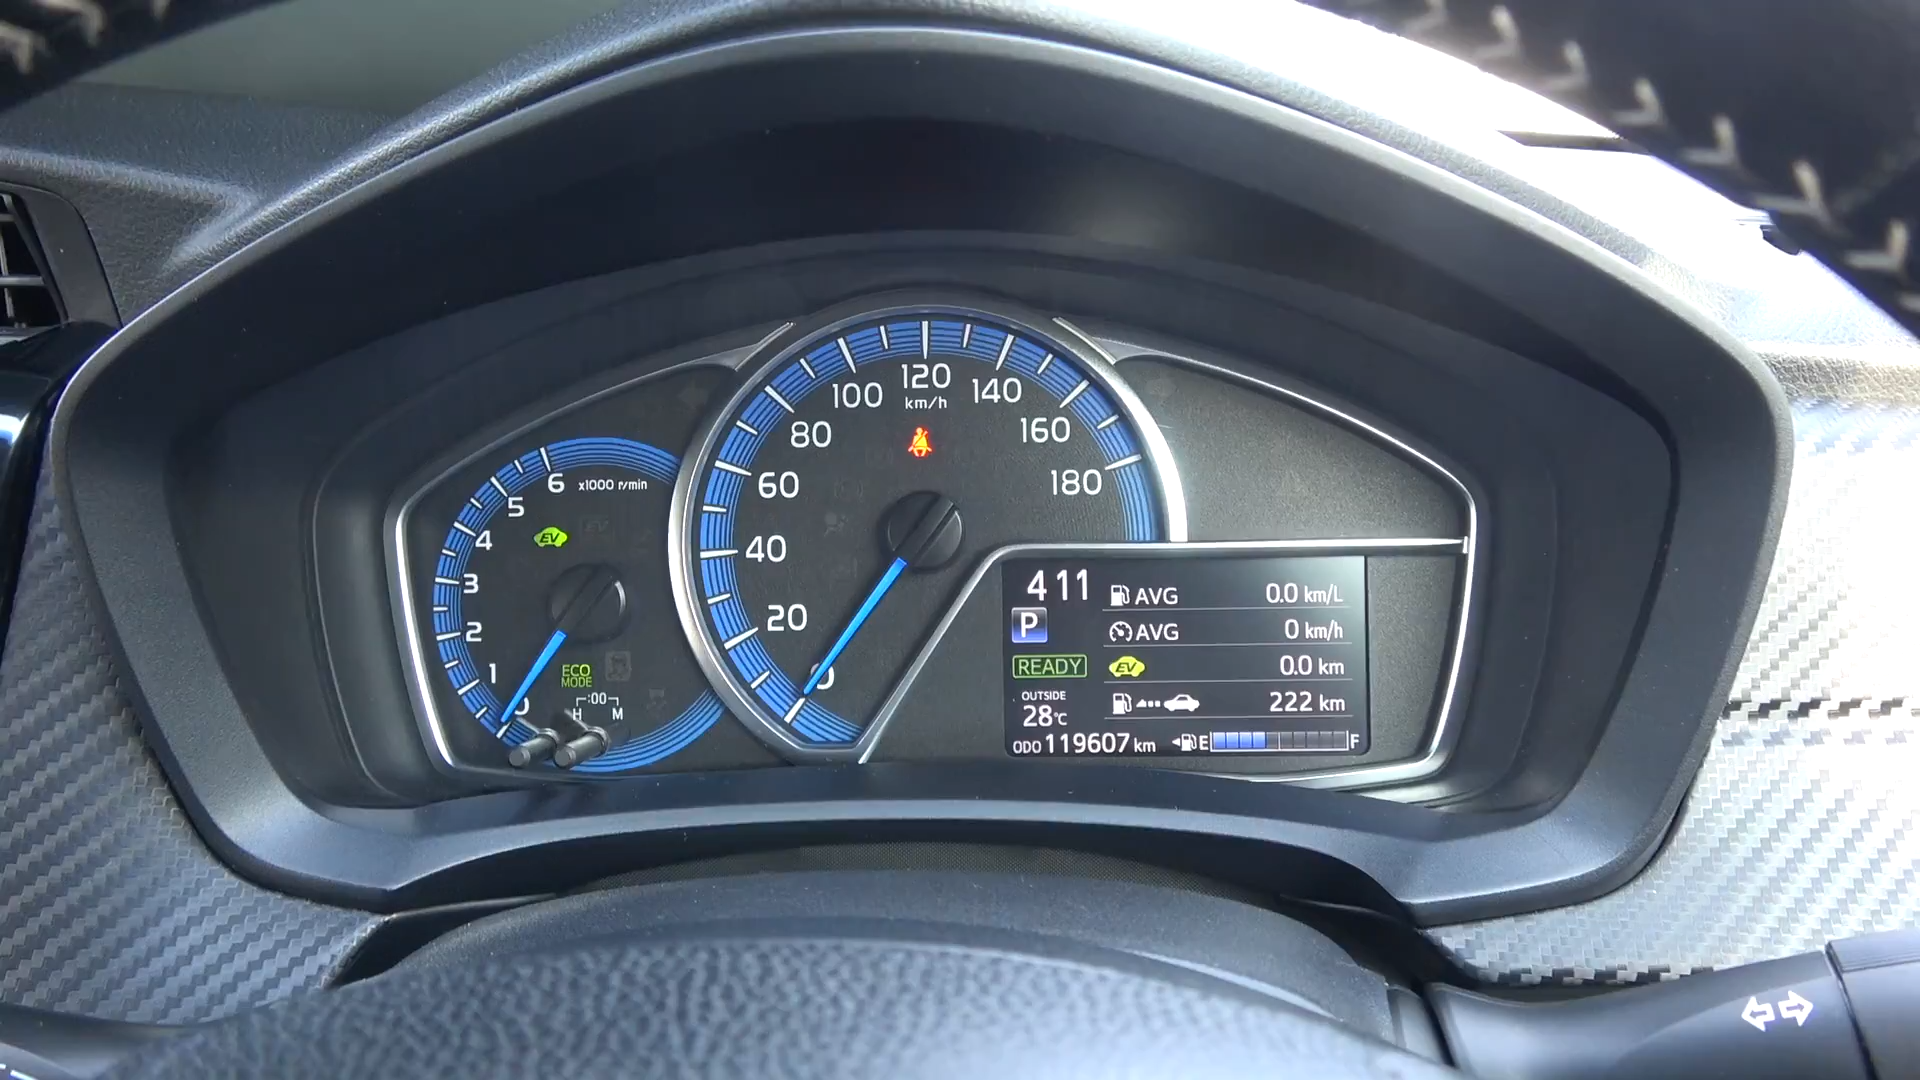 6 x1000 r/min
5
4
3
2
1
0
EV
ECO
MODE
:00
H M
120
km/h
100
140
80
160
60
180
40
20
0
4 11
P
READY
OUTSIDE
28°C
ODO 119607 km
AVG 0.0 km/L
AVG 0 km/h
EV 0.0 km
222 km
E F